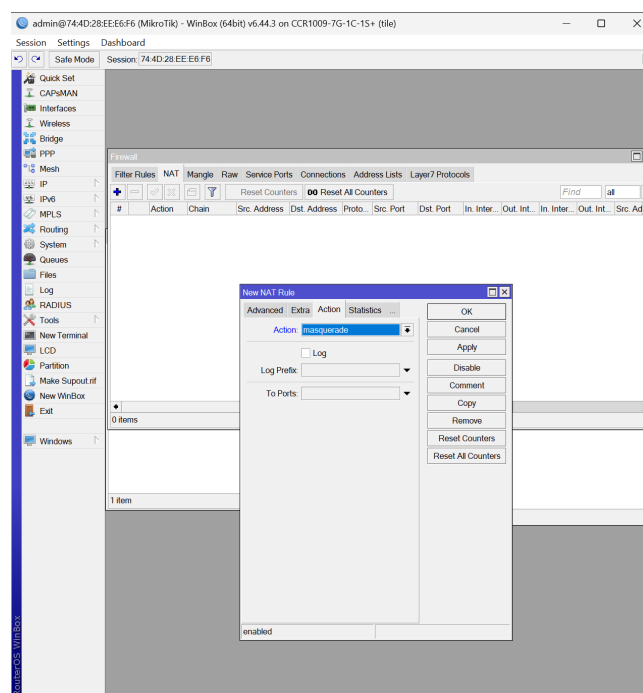 admin@74:4D:28:EE:E6:F6 (MikroTik) - WinBox (64bit) v6.44.3 on CCR1009-7G-1C-1S+ (tile)
Session Settings Dashboard
Safe Mode Session: 74:4D:28:EE:E6:F6
Quick Set
CAPsMAN
Interfaces
Wireless
Bridge
PPP
Mesh
IP
IPv6
MPLS
Routing
System
Queues
Files
Log
RADIUS
Tools
New Terminal
LCD
Partition
Make Supout.rif
New WinBox
Exit
Windows
RouterOS WinBox
Firewall
Filter Rules NAT Mangle Raw Service Ports Connections Address Lists Layer7 Protocols
Reset Counters 00 Reset All Counters Find all
# Action Chain Src. Address Dst. Address Proto... Src. Port Dst. Port In. Inter... Out. Int... In. Inter... Out. Int... Src. Ad
0 items
1 item
New NAT Rule
Advanced Extra Action Statistics ...
Action: masquerade
Log
Log Prefix:
To Ports:
OK
Cancel
Apply
Disable
Comment
Copy
Remove
Reset Counters
Reset All Counters
enabled